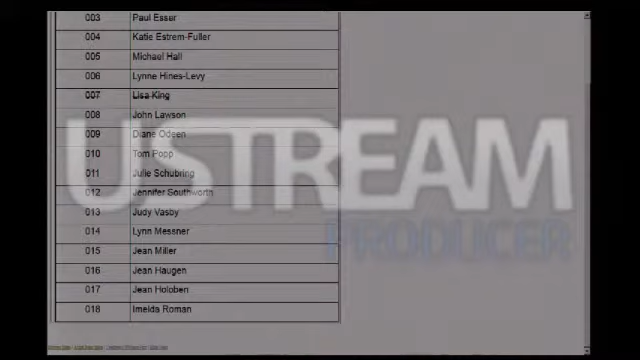 003 Paul Esser
004 Katie Estrem-Fuller
005 Michael Hall
006 Lynne Hines-Levy
007 Lisa King
008 John Lawson
009 Diane Odeen
010 Tom Popp
011 Julie Schubring
012 Jennifer Southworth
013 Judy Vasby
014 Lynn Messner
015 Jean Miller
016 Jean Haugen
017 Jean Holoben
018 Imelda Roman
USTREAM
PRODUCER